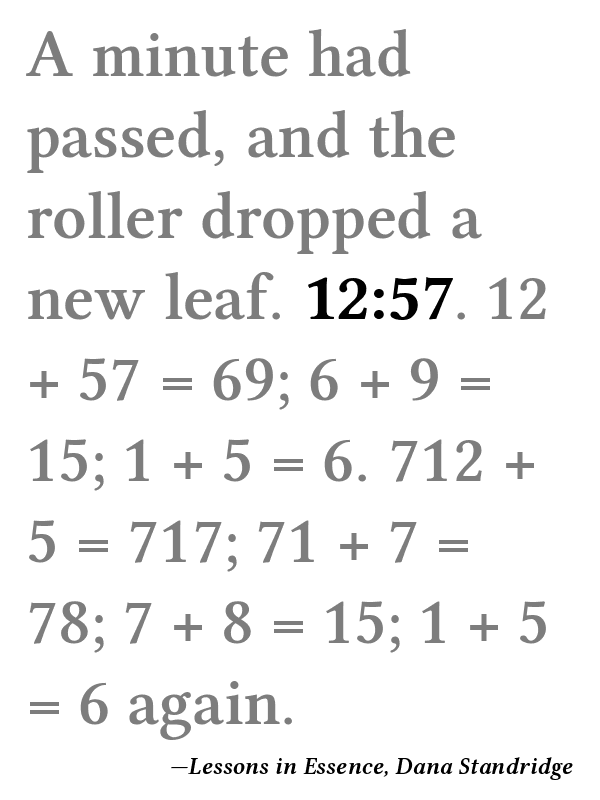 A minute had
passed, and the
roller dropped a
new leaf. 12:57. 12
+ 57 = 69; 6 + 9 =
15; 1 + 5 = 6. 712 +
5 = 717; 71 + 7 =
78; 7 + 8 = 15; 1 + 5
= 6 again.
—Lessons in Essence, Dana Standridge